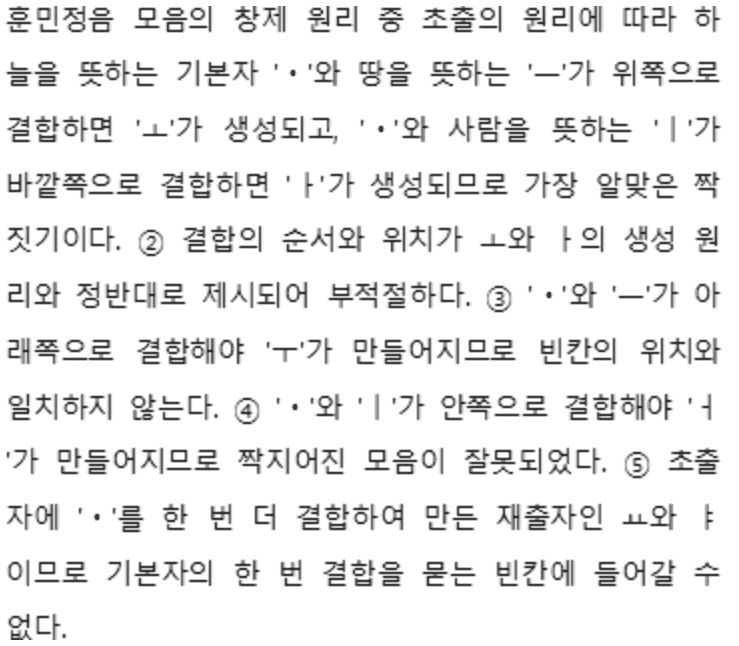 훈민정음 모음의 창제 원리 중 초출의 원리에 따라 하
늘을 뜻하는 기본자 '·'와 땅을 뜻하는 'ㅡ'가 위쪽으로
결합하면 'ㅗ'가 생성되고, '·'와 사람을 뜻하는 'ㅣ'가
바깥쪽으로 결합하면 'ㅏ'가 생성되므로 가장 알맞은 짝
짓기이다. ② 결합의 순서와 위치가 ㅗ와 ㅏ의 생성 원
리와 정반대로 제시되어 부적절하다. ③ '·'와 'ㅡ'가 아
래쪽으로 결합해야 'ㅜ'가 만들어지므로 빈칸의 위치와
일치하지 않는다. ④ '·'와 'ㅣ'가 안쪽으로 결합해야 'ㅓ
'가 만들어지므로 짝지어진 모음이 잘못되었다. ⑤ 초출
자에 '·'를 한 번 더 결합하여 만든 재출자인 ㅛ와 ㅑ
이므로 기본자의 한 번 결합을 묻는 빈칸에 들어갈 수
없다.